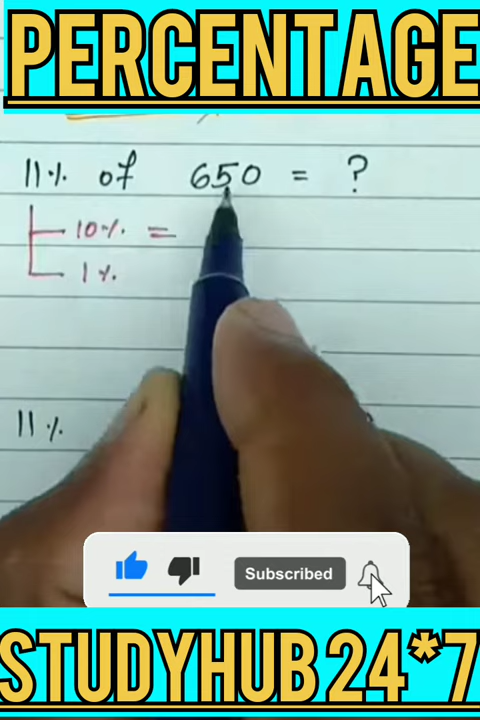 PERCENTAGE
11% of 650 = ?
10% =
1%
11%
Subscribed
STUDYHUB 24*7